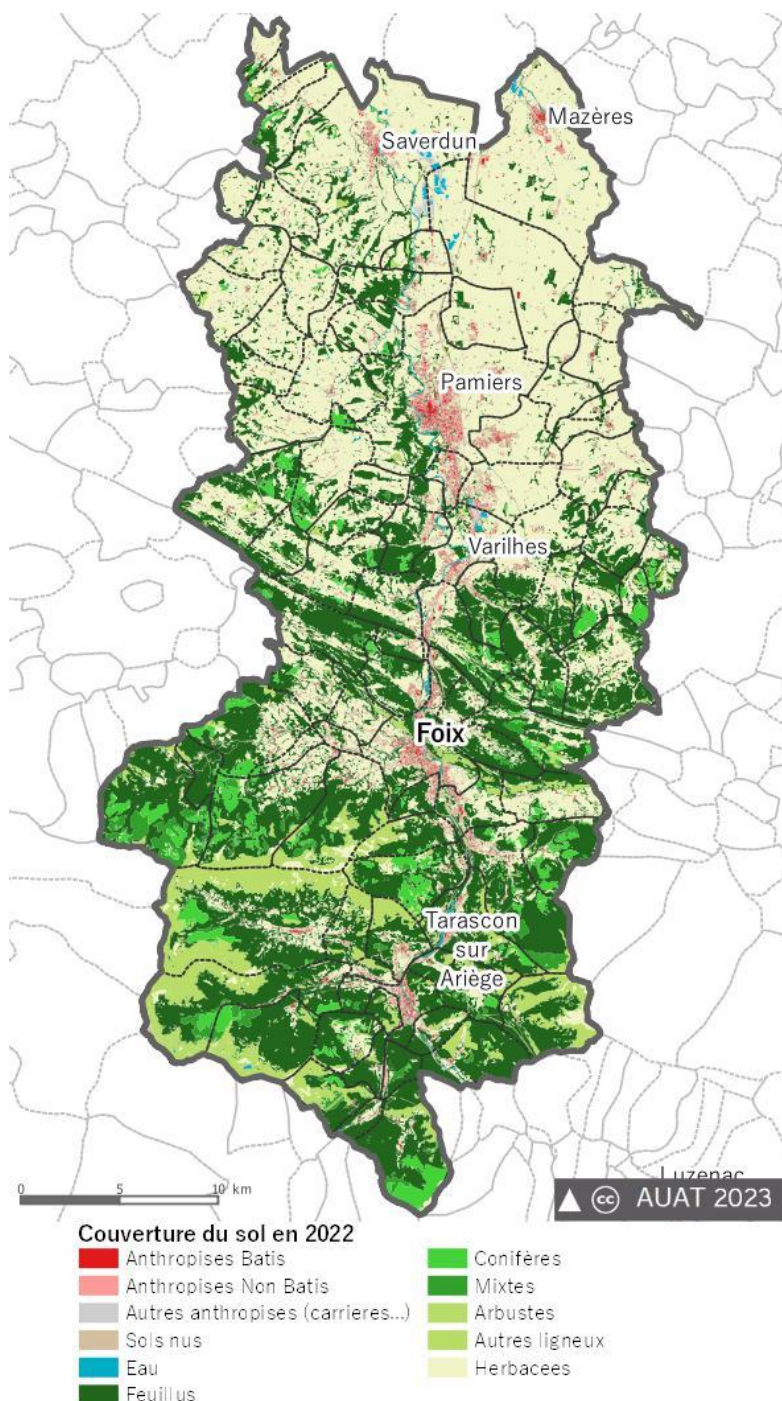 Mazères
Saverdun
Pamiers
Varilhes
Foix
Tarascon
sur
Ariège
Luzenac
0 5 10 km
cc AUAT 2023
Couverture du sol en 2022
Anthropises Batis
Anthropises Non Batis
Autres anthropises (carrieres...)
Sols nus
Eau
Feuillus
Conifères
Mixtes
Arbustes
Autres ligneux
Herbacees